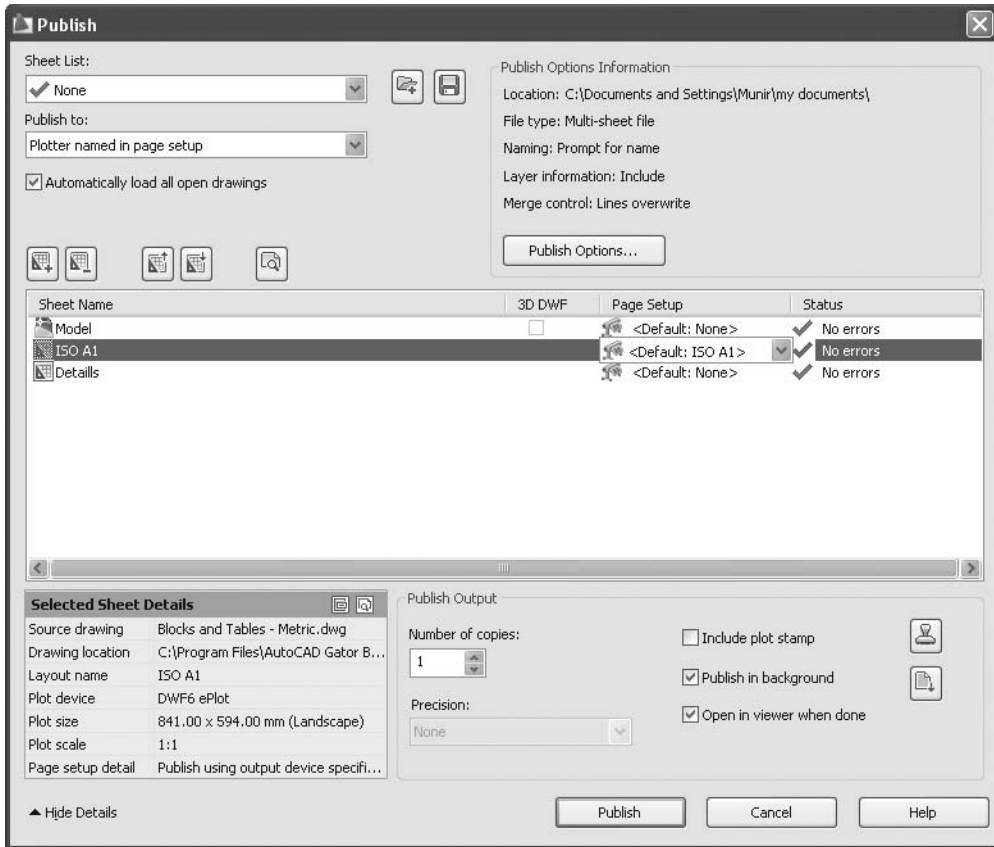 Publish
Sheet List:
None
Publish to:
Plotter named in page setup
Automatically load all open drawings
Publish Options Information
Location: C:\Documents and Settings\Munir\my documents\
File type: Multi-sheet file
Naming: Prompt for name
Layer information: Include
Merge control: Lines overwrite
Publish Options...
Sheet Name 3D DWF Page Setup Status
Model <Default: None> No errors
ISO A1 <Default: ISO A1> No errors
Detaills <Default: None> No errors
Selected Sheet Details
Source drawing Blocks and Tables - Metric.dwg
Drawing location C:\Program Files\AutoCAD Gator B...
Layout name ISO A1
Plot device DWF6 ePlot
Plot size 841.00 x 594.00 mm (Landscape)
Plot scale 1:1
Page setup detail Publish using output device specifi...
Publish Output
Number of copies:
1
Precision:
None
Include plot stamp
Publish in background
Open in viewer when done
Hide Details
Publish
Cancel
Help